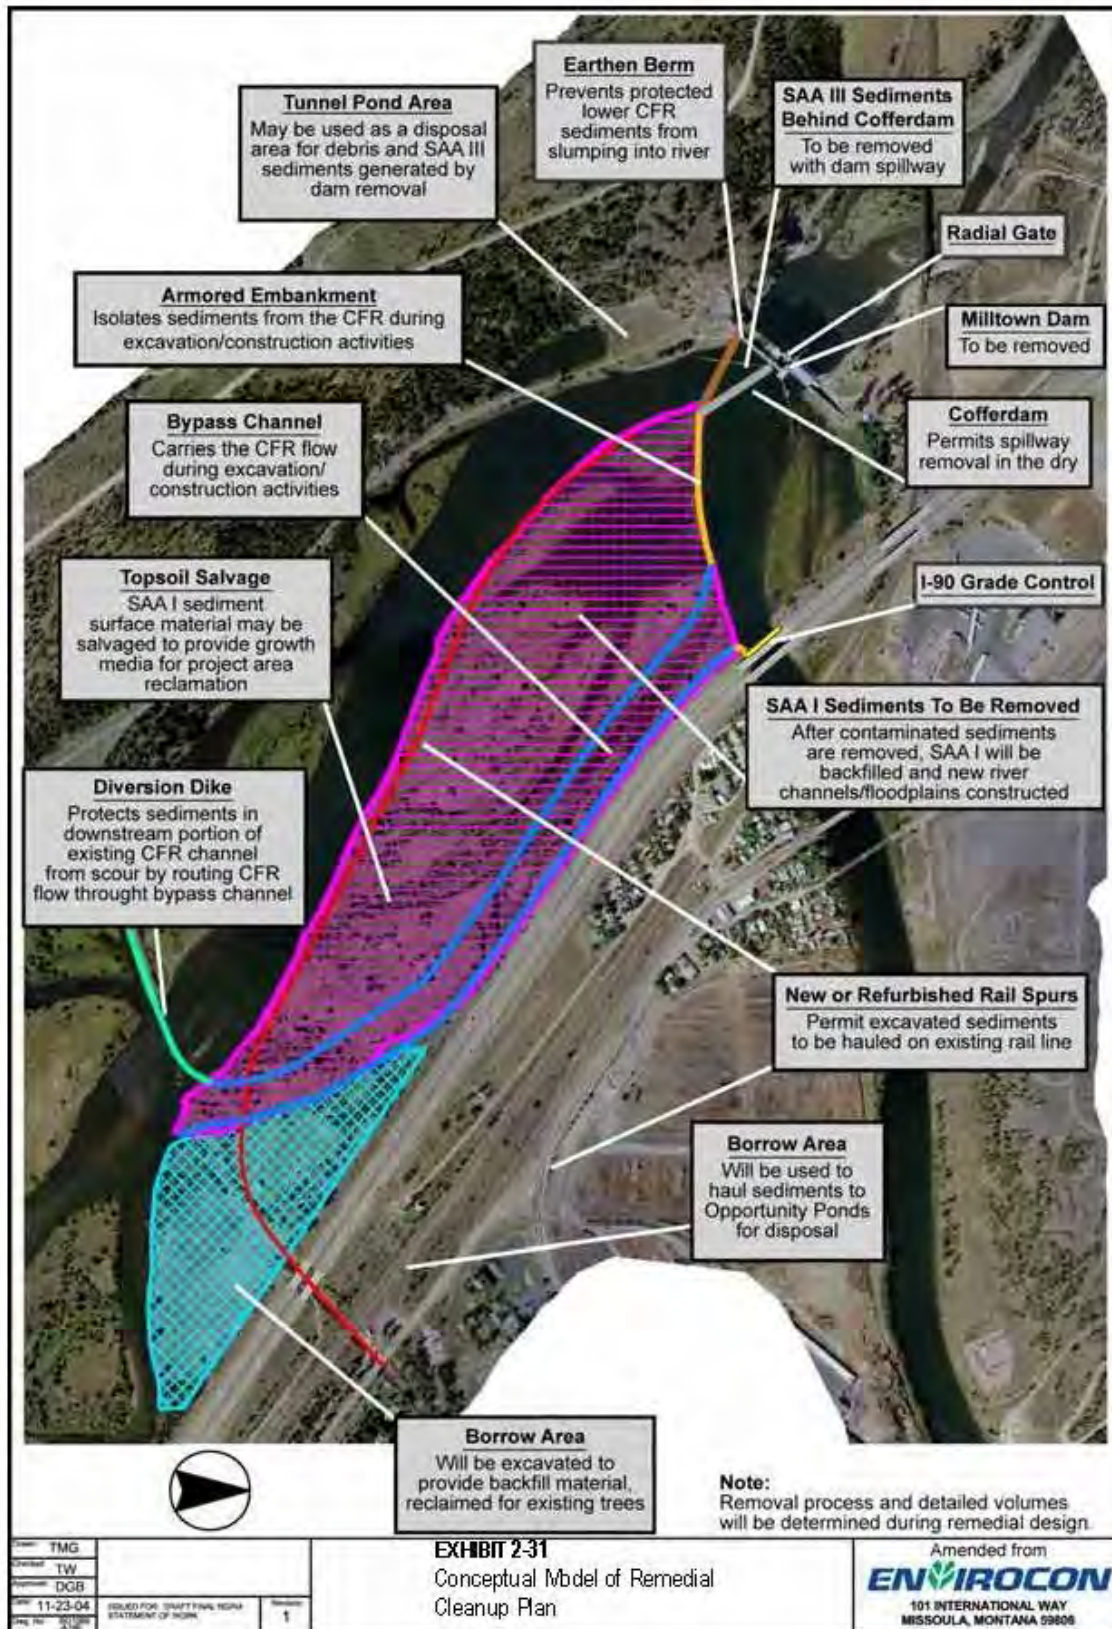 Earthen Berm
Prevents protected
lower CFR
sediments from
slumping into river
SAA III Sediments
Behind Cofferdam
To be removed
with dam spillway
Tunnel Pond Area
May be used as a disposal
area for debris and SAA III
sediments generated by
dam removal
Radial Gate
Armored Embankment
Isolates sediments from the CFR during
excavation/construction activities
Milltown Dam
To be removed
Bypass Channel
Carries the CFR flow
during excavation/
construction activities
Cofferdam
Permits spillway
removal in the dry
Topsoil Salvage
SAA I sediment
surface material may be
salvaged to provide growth
media for project area
reclamation
I-90 Grade Control
SAA I Sediments To Be Removed
After contaminated sediments
are removed, SAA I will be
backfilled and new river
channels/floodplains constructed
Diversion Dike
Protects sediments in
downstream portion of
existing CFR channel
from scour by routing CFR
flow throught bypass channel
New or Refurbished Rail Spurs
Permit excavated sediments
to be hauled on existing rail line
Borrow Area
Will be used to
haul sediments to
Opportunity Ponds
for disposal
Borrow Area
Will be excavated to
provide backfill material,
reclaimed for existing trees
Note:
Removal process and detailed volumes
will be determined during remedial design
TMG
Checked: TW
Approved: DGB
Date: 11-23-04
ISSUED FOR: DRAFT FINAL
STATEMENT OF WORK
Revision:
1
EXHIBIT 2-31
Conceptual Model of Remedial
Cleanup Plan
Amended from
ENVIROCON
101 INTERNATIONAL WAY
MISSOULA, MONTANA 59808